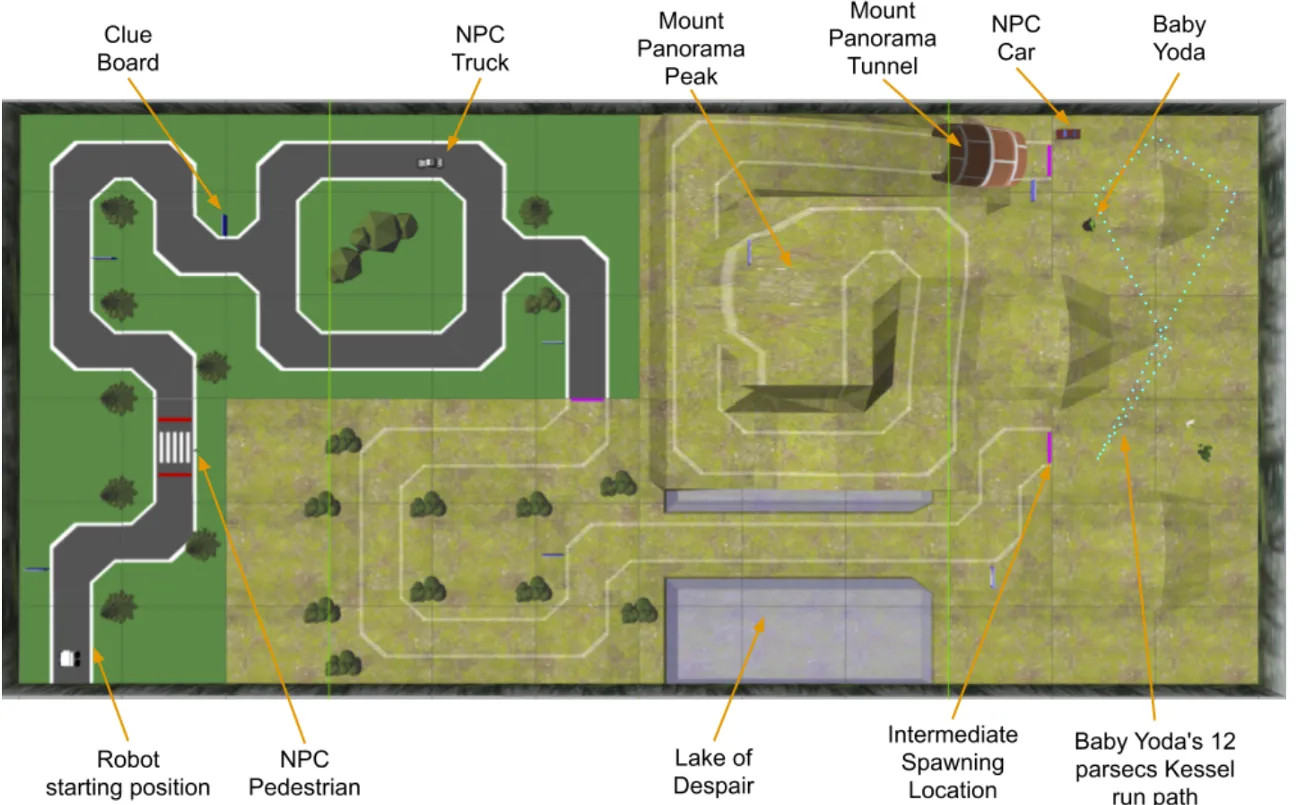 Clue
Board
NPC
Truck
Mount
Panorama
Peak
Mount
Panorama
Tunnel
NPC
Car
Baby
Yoda
Robot
starting position
NPC
Pedestrian
Lake of
Despair
Intermediate
Spawning
Location
Baby Yoda's 12
parsecs Kessel
run path